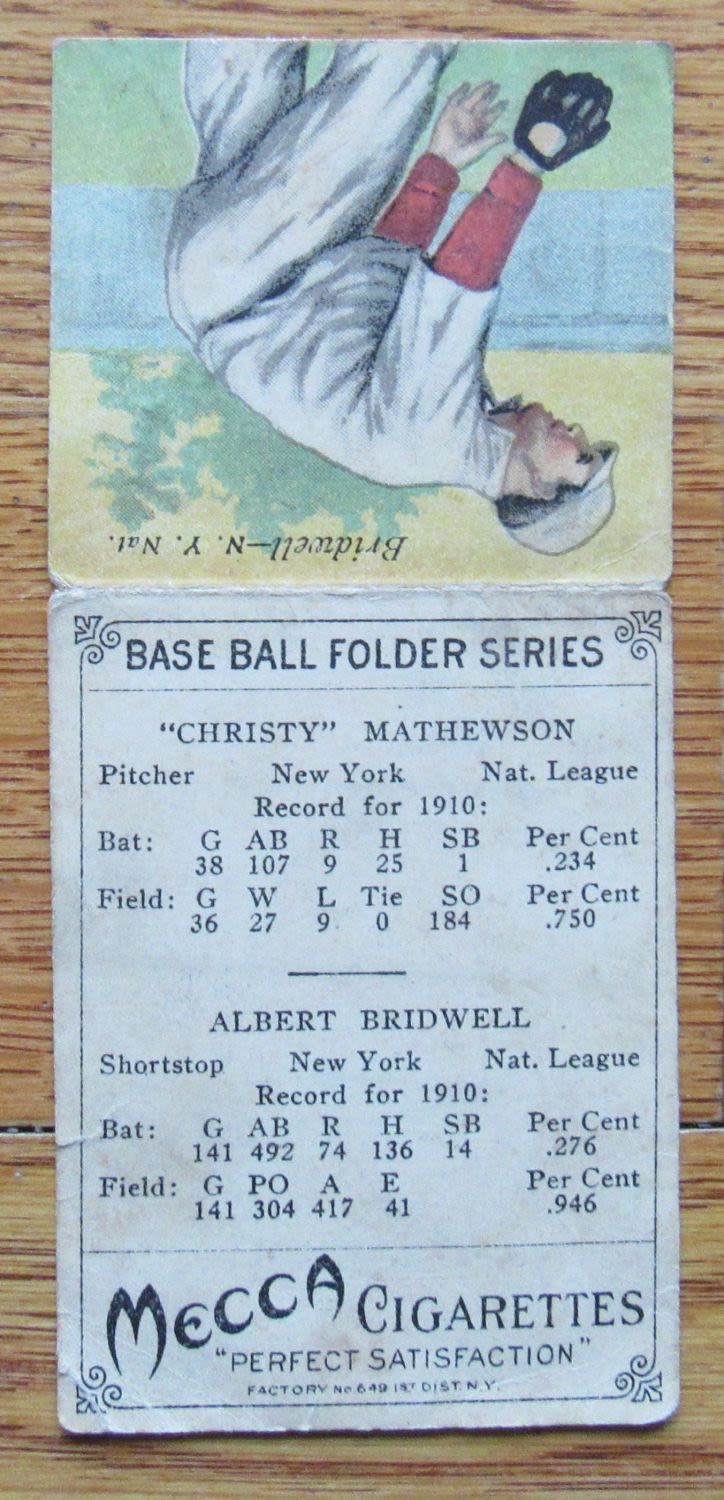 Bridwell—N. Y. Nat.
BASE BALL FOLDER SERIES
"CHRISTY" MATHEWSON
Pitcher New York Nat. League
Record for 1910:
Bat: G AB R H SB Per Cent
38 107 9 25 1 .234
Field: G W L Tie SO Per Cent
36 27 9 0 184 .750
ALBERT BRIDWELL
Shortstop New York Nat. League
Record for 1910:
Bat: G AB R H SB Per Cent
141 492 74 136 14 .276
Field: G PO A E Per Cent
141 304 417 41 .946
MECCA CIGARETTES
"PERFECT SATISFACTION"
FACTORY No 649 1ST DIST. N.Y.